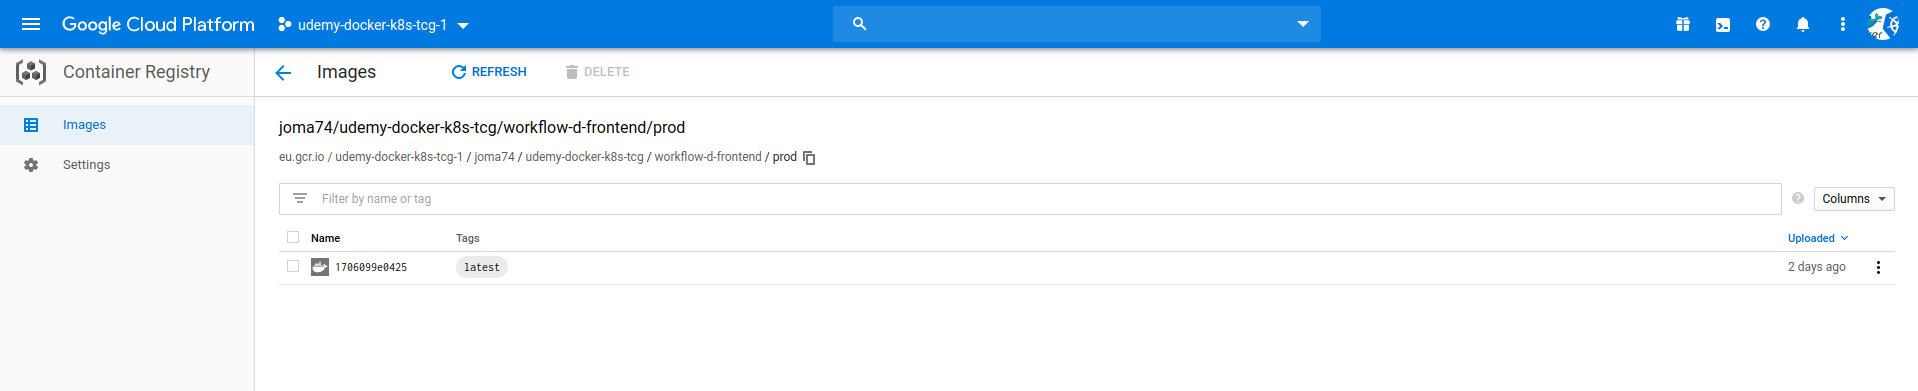 Google Cloud Platform udemy-docker-k8s-tcg-1
Container Registry Images REFRESH DELETE
Images
Settings
joma74/udemy-docker-k8s-tcg/workflow-d-frontend/prod
eu.gcr.io / udemy-docker-k8s-tcg-1 / joma74 / udemy-docker-k8s-tcg / workflow-d-frontend / prod
Filter by name or tag Columns
Name Tags Uploaded
1706099e0425 latest 2 days ago